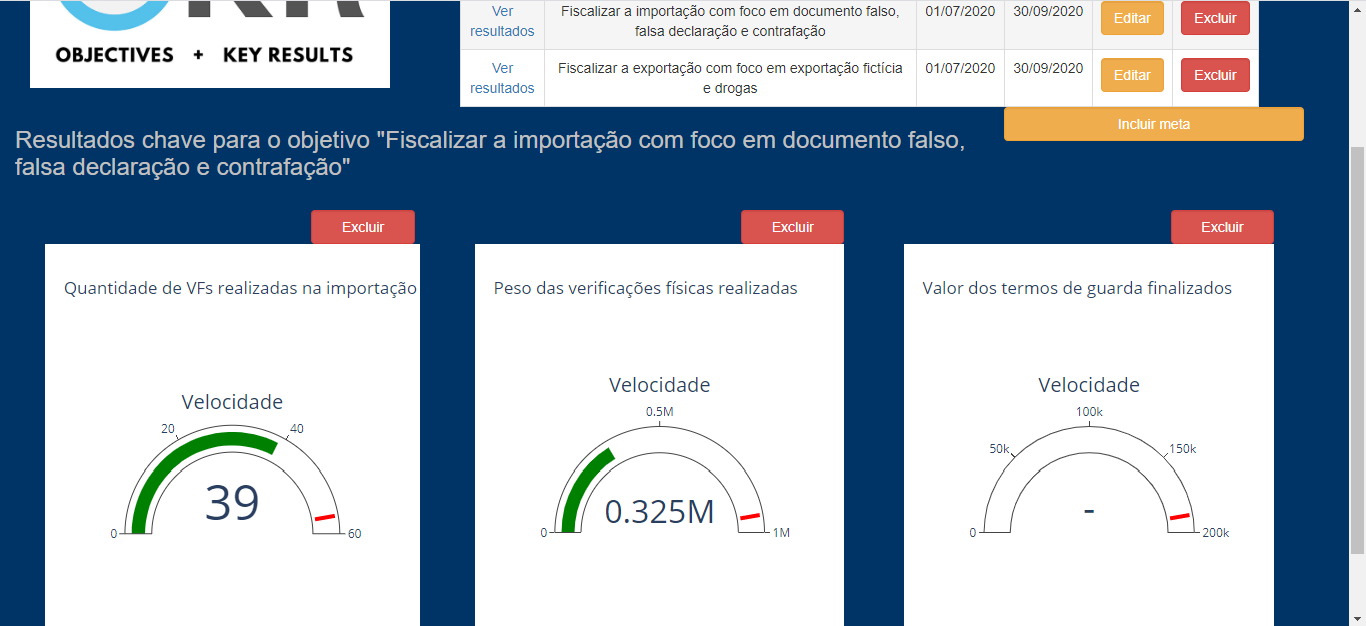 OBJECTIVES + KEY RESULTS
Ver
resultados
Fiscalizar a importação com foco em documento falso,
falsa declaração e contrafação
01/07/2020
30/09/2020
Editar
Excluir
Ver
resultados
Fiscalizar a exportação com foco em exportação fictícia
e drogas
01/07/2020
30/09/2020
Editar
Excluir
Incluir meta
Resultados chave para o objetivo "Fiscalizar a importação com foco em documento falso,
falsa declaração e contrafação"
Excluir
Quantidade de VFs realizadas na importação
Velocidade
0
20
40
60
39
Excluir
Peso das verificações físicas realizadas
Velocidade
0
0.5M
1M
0.325M
Excluir
Valor dos termos de guarda finalizados
Velocidade
0
50k
100k
150k
200k
-